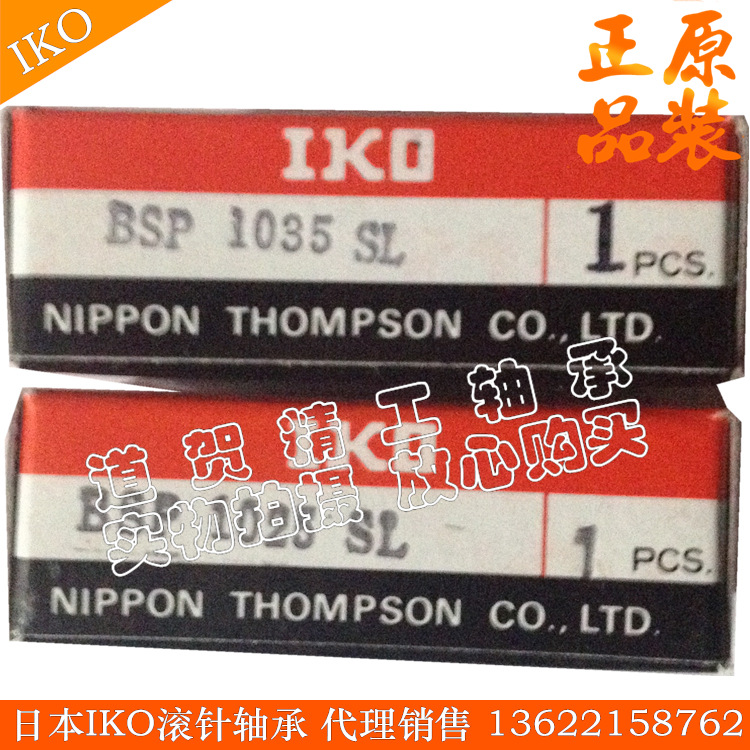 IKO
正原
品装
IKO
BSP 1035 SL
1 PCS.
NIPPON THOMPSON CO., LTD.
道贺精工轴承
实物拍摄 放心购买
IKO
BSP SL
1 PCS.
NIPPON THOMPSON CO., LTD.
日本IKO滚针轴承 代理销售 13622158762